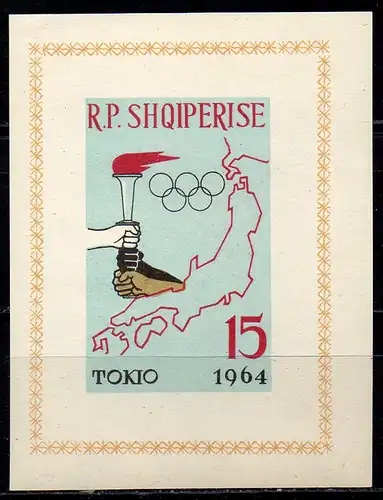 R.P. SHQIPERISE
15
TOKIO 1964